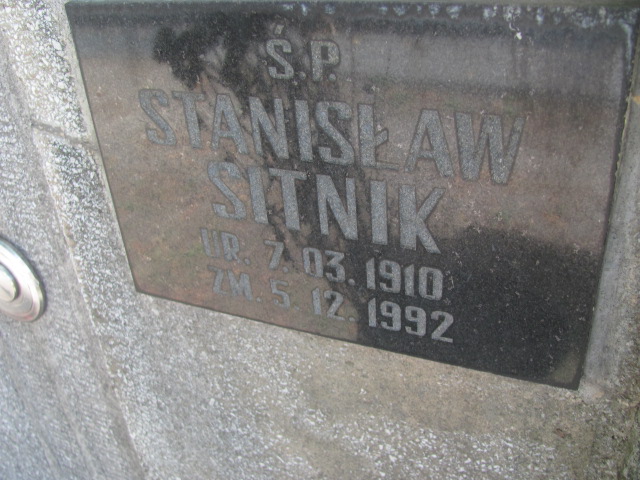 Ś.P.
STANISŁAW
SITNIK
UR. 7. 03. 1910
ZM. 5. 12. 1992